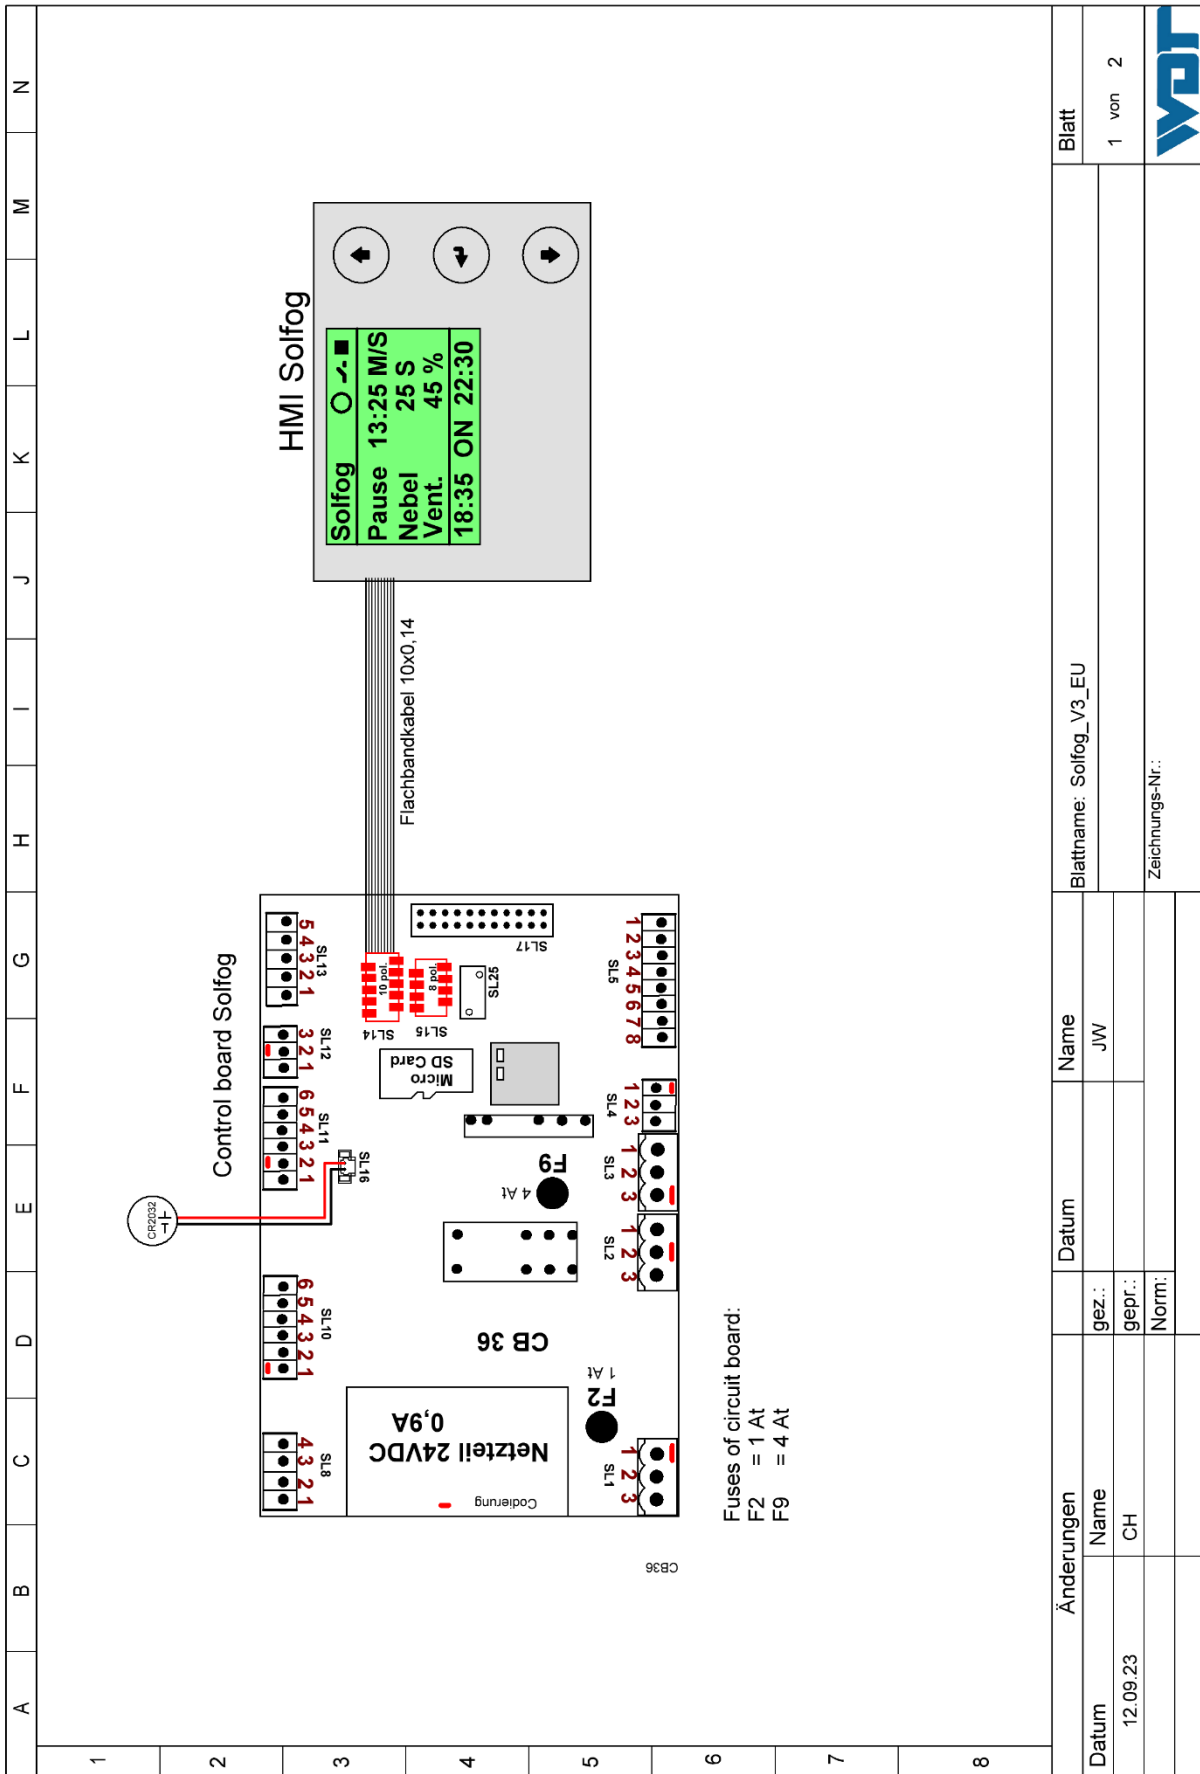 A B C D E F G H I J K L M N
1
2
3
4
5
6
7
8
Control board Solfog
HMI Solfog
CR2032
SL8
1 2 3 4
SL10
1 2 3 4 5 6
SL11
1 2 3 4 5 6
SL12
1 2 3
SL13
1 2 3 4 5
SL16
SL14
10 pol.
SL15
8 pol.
Micro
SD Card
SL25
SL17
Flachbandkabel 10x0,14
Solfog
Pause 13:25 M/S
Nebel 25 S
Vent. 45 %
18:35 ON 22:30
Netzteil 24VDC
0,9A
Codierung
CB 36
F2
1 At
F9
4 At
SL1
3 2 1
SL2
3 2 1
SL3
3 2 1
SL4
3 2 1
SL5
8 7 6 5 4 3 2 1
CB36
Fuses of circuit board:
F2 = 1 At
F9 = 4 At
Änderungen
Datum Name
12.09.23 CH
Datum Name
gez.: JW
gepr.:
Norm:
Blattname: Solfog_V3_EU
Zeichnungs-Nr.:
Blatt
1 von 2
WDT